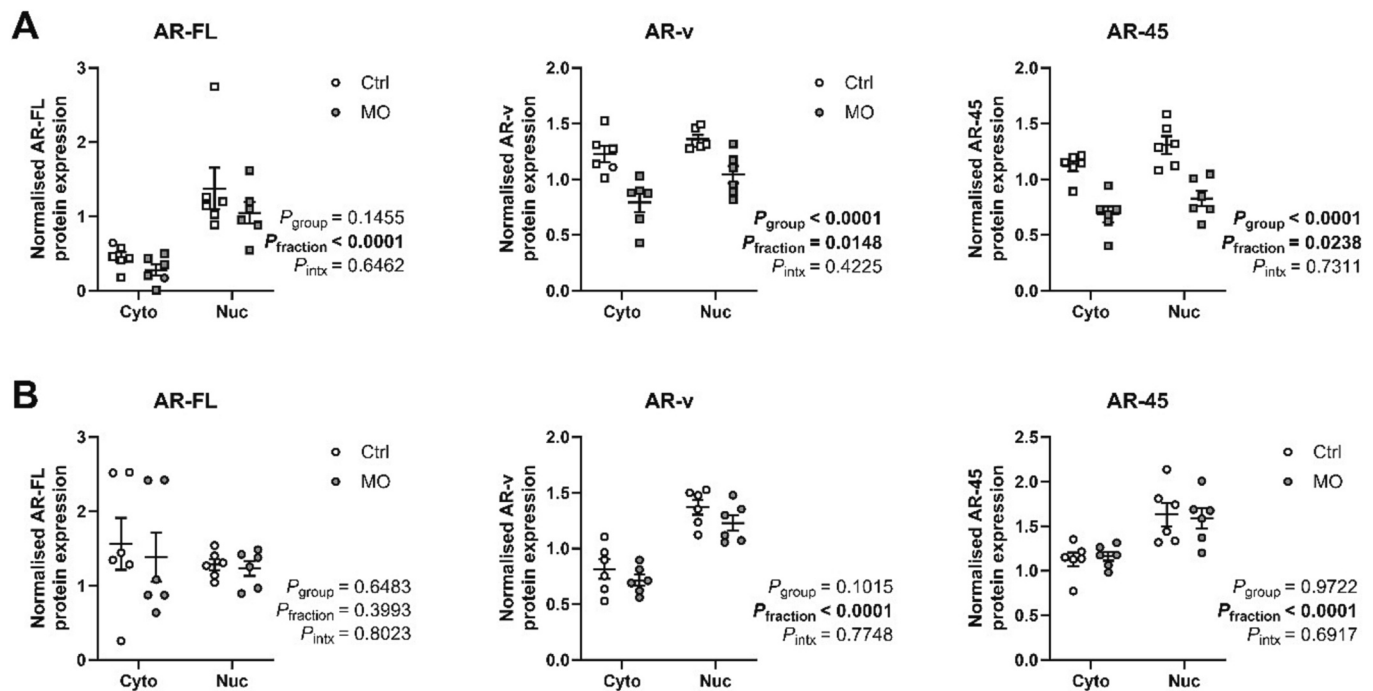 A
AR-FL
Normalised AR-FL
protein expression
3
2
1
0
Cyto
Nuc
Ctrl
MO
Pgroup = 0.1455
Pfraction < 0.0001
Pintx = 0.6462
AR-v
Normalised AR-v
protein expression
2.0
1.5
1.0
0.5
0.0
Cyto
Nuc
Ctrl
MO
Pgroup < 0.0001
Pfraction = 0.0148
Pintx = 0.4225
AR-45
Normalised AR-45
protein expression
2.0
1.5
1.0
0.5
0.0
Cyto
Nuc
Pgroup < 0.0001
Pfraction = 0.0238
Pintx = 0.7311
B
AR-FL
Normalised AR-FL
protein expression
3
2
1
0
Cyto
Nuc
Ctrl
MO
Pgroup = 0.6483
Pfraction = 0.3993
Pintx = 0.8023
AR-v
Normalised AR-v
protein expression
2.0
1.5
1.0
0.5
0.0
Cyto
Nuc
Pgroup = 0.1015
Pfraction < 0.0001
Pintx = 0.7748
AR-45
Normalised AR-45
protein expression
2.5
2.0
1.5
1.0
0.5
0.0
Cyto
Nuc
Ctrl
MO
Pgroup = 0.9722
Pfraction < 0.0001
Pintx = 0.6917